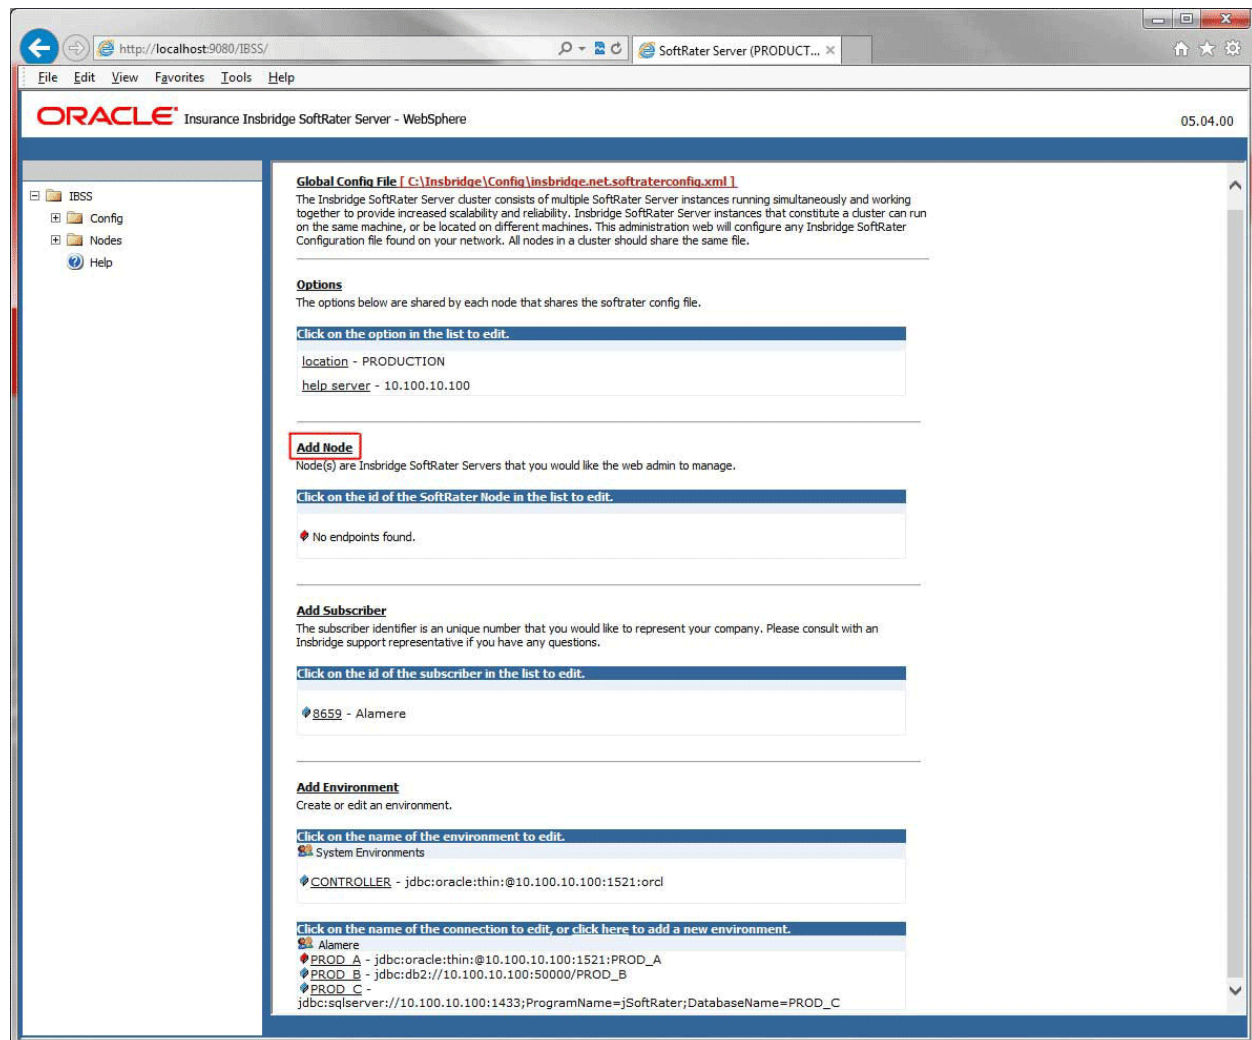 http://localhost:9080/IBSS/
SoftRater Server (PRODUCT...
File Edit View Favorites Tools Help
ORACLE Insurance Insbridge SoftRater Server - WebSphere
05.04.00
IBSS
Config
Nodes
Help
Global Config File [ C:\Insbridge\Config\insbridge.net.softraterconfig.xml ]
The Insbridge SoftRater Server cluster consists of multiple SoftRater Server instances running simultaneously and working
together to provide increased scalability and reliability. Insbridge SoftRater Server instances that constitute a cluster can run
on the same machine, or be located on different machines. This administration web will configure any Insbridge SoftRater
Configuration file found on your network. All nodes in a cluster should share the same file.
Options
The options below are shared by each node that shares the softrater config file.
Click on the option in the list to edit.
location - PRODUCTION
help server - 10.100.10.100
Add Node
Node(s) are Insbridge SoftRater Servers that you would like the web admin to manage.
Click on the id of the SoftRater Node in the list to edit.
No endpoints found.
Add Subscriber
The subscriber identifier is an unique number that you would like to represent your company. Please consult with an
Insbridge support representative if you have any questions.
Click on the id of the subscriber in the list to edit.
8659 - Alamere
Add Environment
Create or edit an environment.
Click on the name of the environment to edit.
System Environments
CONTROLLER - jdbc:oracle:thin:@10.100.10.100:1521:orcl
Click on the name of the connection to edit, or click here to add a new environment.
Alamere
PROD_A - jdbc:oracle:thin:@10.100.10.100:1521:PROD_A
PROD_B - jdbc:db2://10.100.10.100:50000/PROD_B
PROD_C -
jdbc:sqlserver://10.100.10.100:1433;ProgramName=jSoftRater;DatabaseName=PROD_C